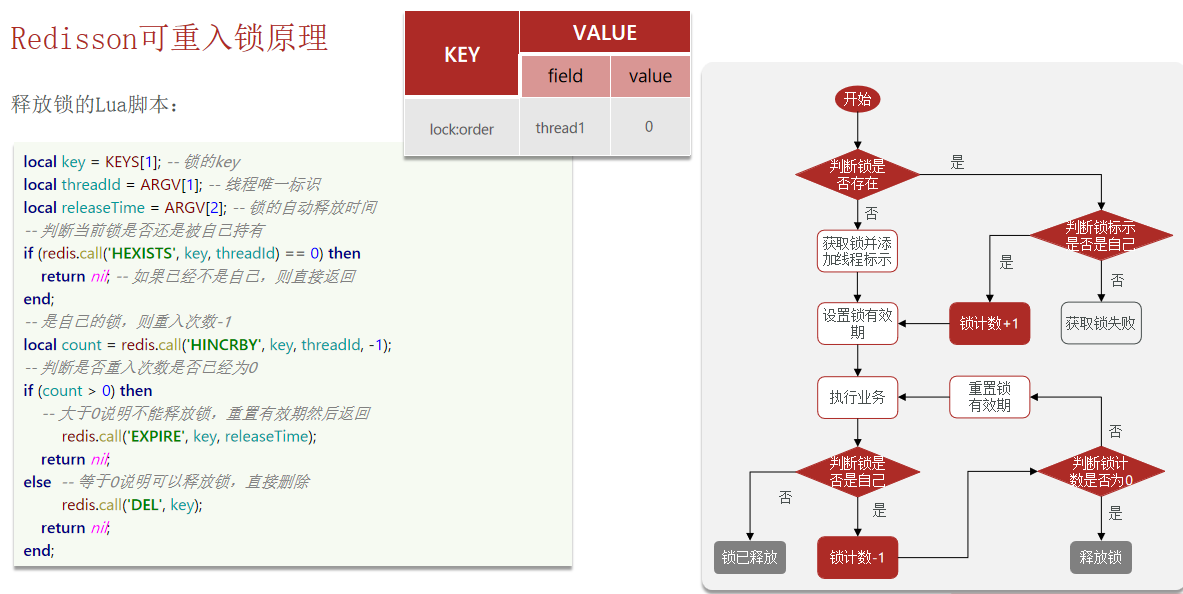 Redisson可重入锁原理
释放锁的Lua脚本：
KEY
VALUE
field value
lock:order thread1 0
local key = KEYS[1]; -- 锁的key
local threadId = ARGV[1]; -- 线程唯一标识
local releaseTime = ARGV[2]; -- 锁的自动释放时间
-- 判断当前锁是否还是被自己持有
if (redis.call('HEXISTS', key, threadId) == 0) then
return nil; -- 如果已经不是自己，则直接返回
end;
-- 是自己的锁，则重入次数-1
local count = redis.call('HINCRBY', key, threadId, -1);
-- 判断是否重入次数是否已经为0
if (count > 0) then
-- 大于0说明不能释放锁，重置有效期然后返回
redis.call('EXPIRE', key, releaseTime);
return nil;
else -- 等于0说明可以释放锁，直接删除
redis.call('DEL', key);
return nil;
end;
开始
判断锁是
否存在
是
否
判断锁标示
是否是自己
是
否
获取锁并添
加线程标示
设置锁有效
期
锁计数+1
获取锁失败
执行业务
重置锁
有效期
否
判断锁是
否是自己
否
是
判断锁计
数是否为0
是
锁已释放
锁计数-1
释放锁